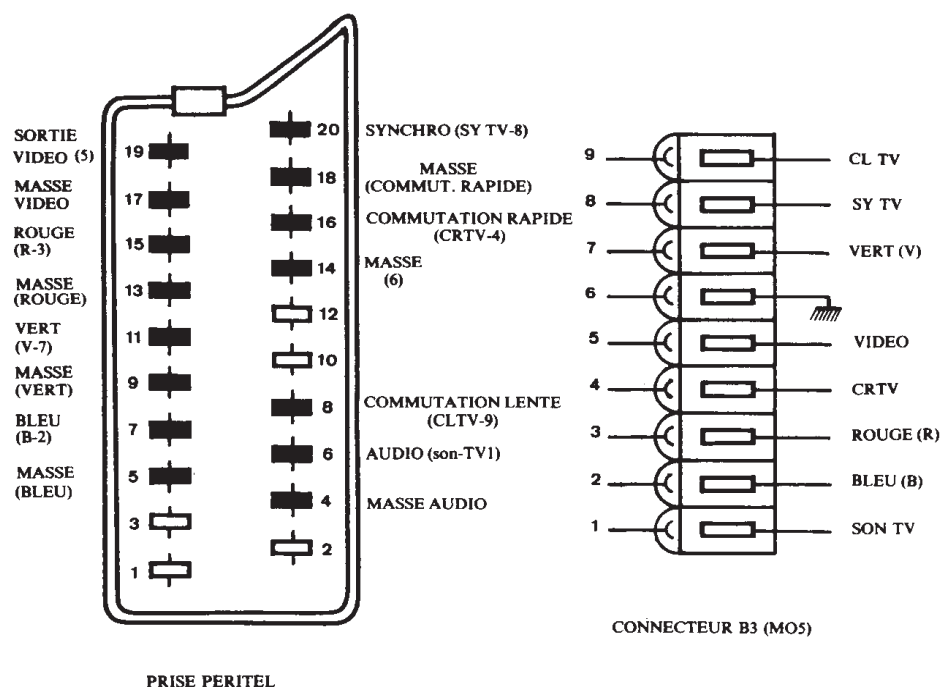 SORTIE
VIDEO (5)
19
MASSE
VIDEO
17
ROUGE
(R-3)
15
MASSE
(ROUGE)
13
VERT
(V-7)
11
MASSE
(VERT)
9
BLEU
(B-2)
7
MASSE
(BLEU)
5
3
1
20 SYNCHRO (SY TV-8)
18 MASSE
(COMMUT. RAPIDE)
16 COMMUTATION RAPIDE
(CRTV-4)
14 MASSE
(6)
12
10
8 COMMUTATION LENTE
(CLTV-9)
6 AUDIO (son-TV1)
4 MASSE AUDIO
2
PRISE PERITEL
9 CL TV
8 SY TV
7 VERT (V)
6
5 VIDEO
4 CRTV
3 ROUGE (R)
2 BLEU (B)
1 SON TV
CONNECTEUR B3 (MO5)